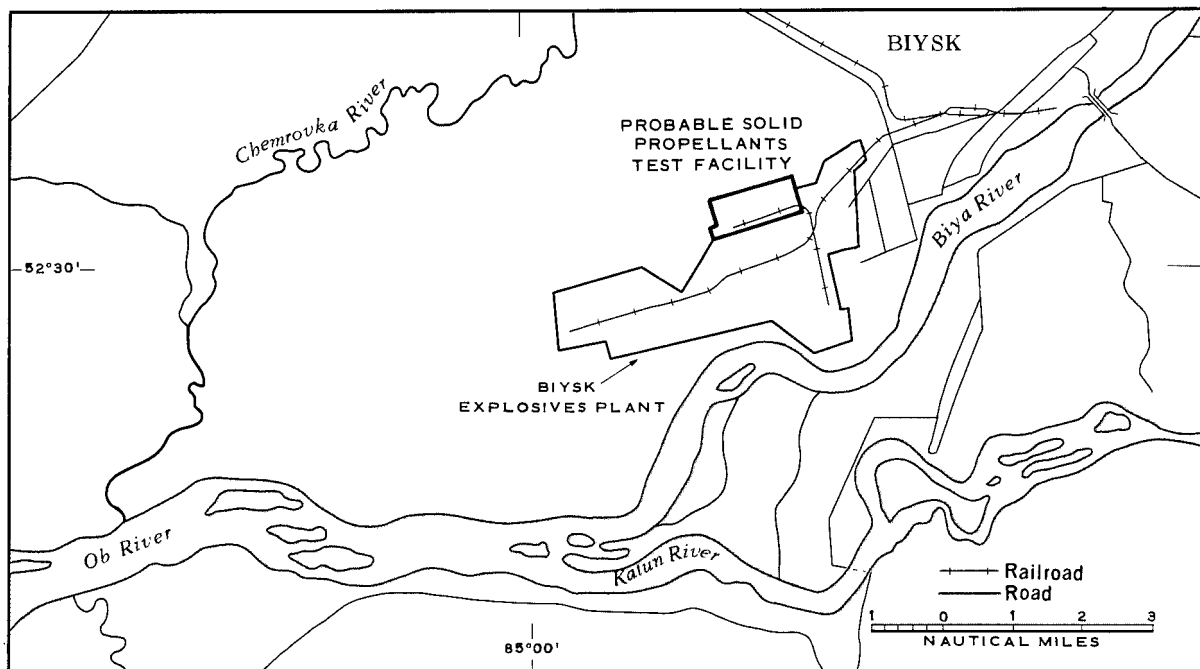 BIYSK
Chemrovka River
PROBABLE SOLID
PROPELLANTS
TEST FACILITY
Biya River
52°30'
BIYSK
EXPLOSIVES PLANT
Ob River
Katun River
Railroad
Road
1 0 1 2 3
NAUTICAL MILES
85°00'